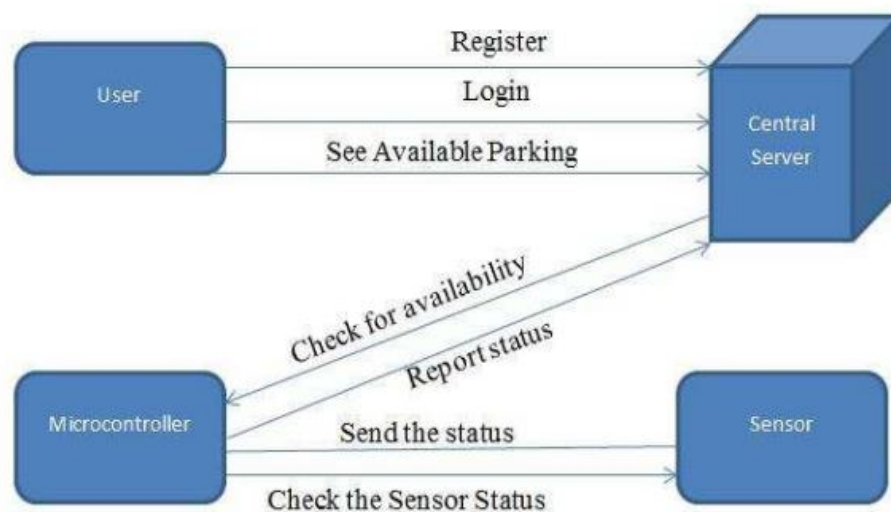 Register
User
Login
See Available Parking
Central
Server
Check for availability
Report status
Microcontroller
Send the status
Sensor
Check the Sensor Status